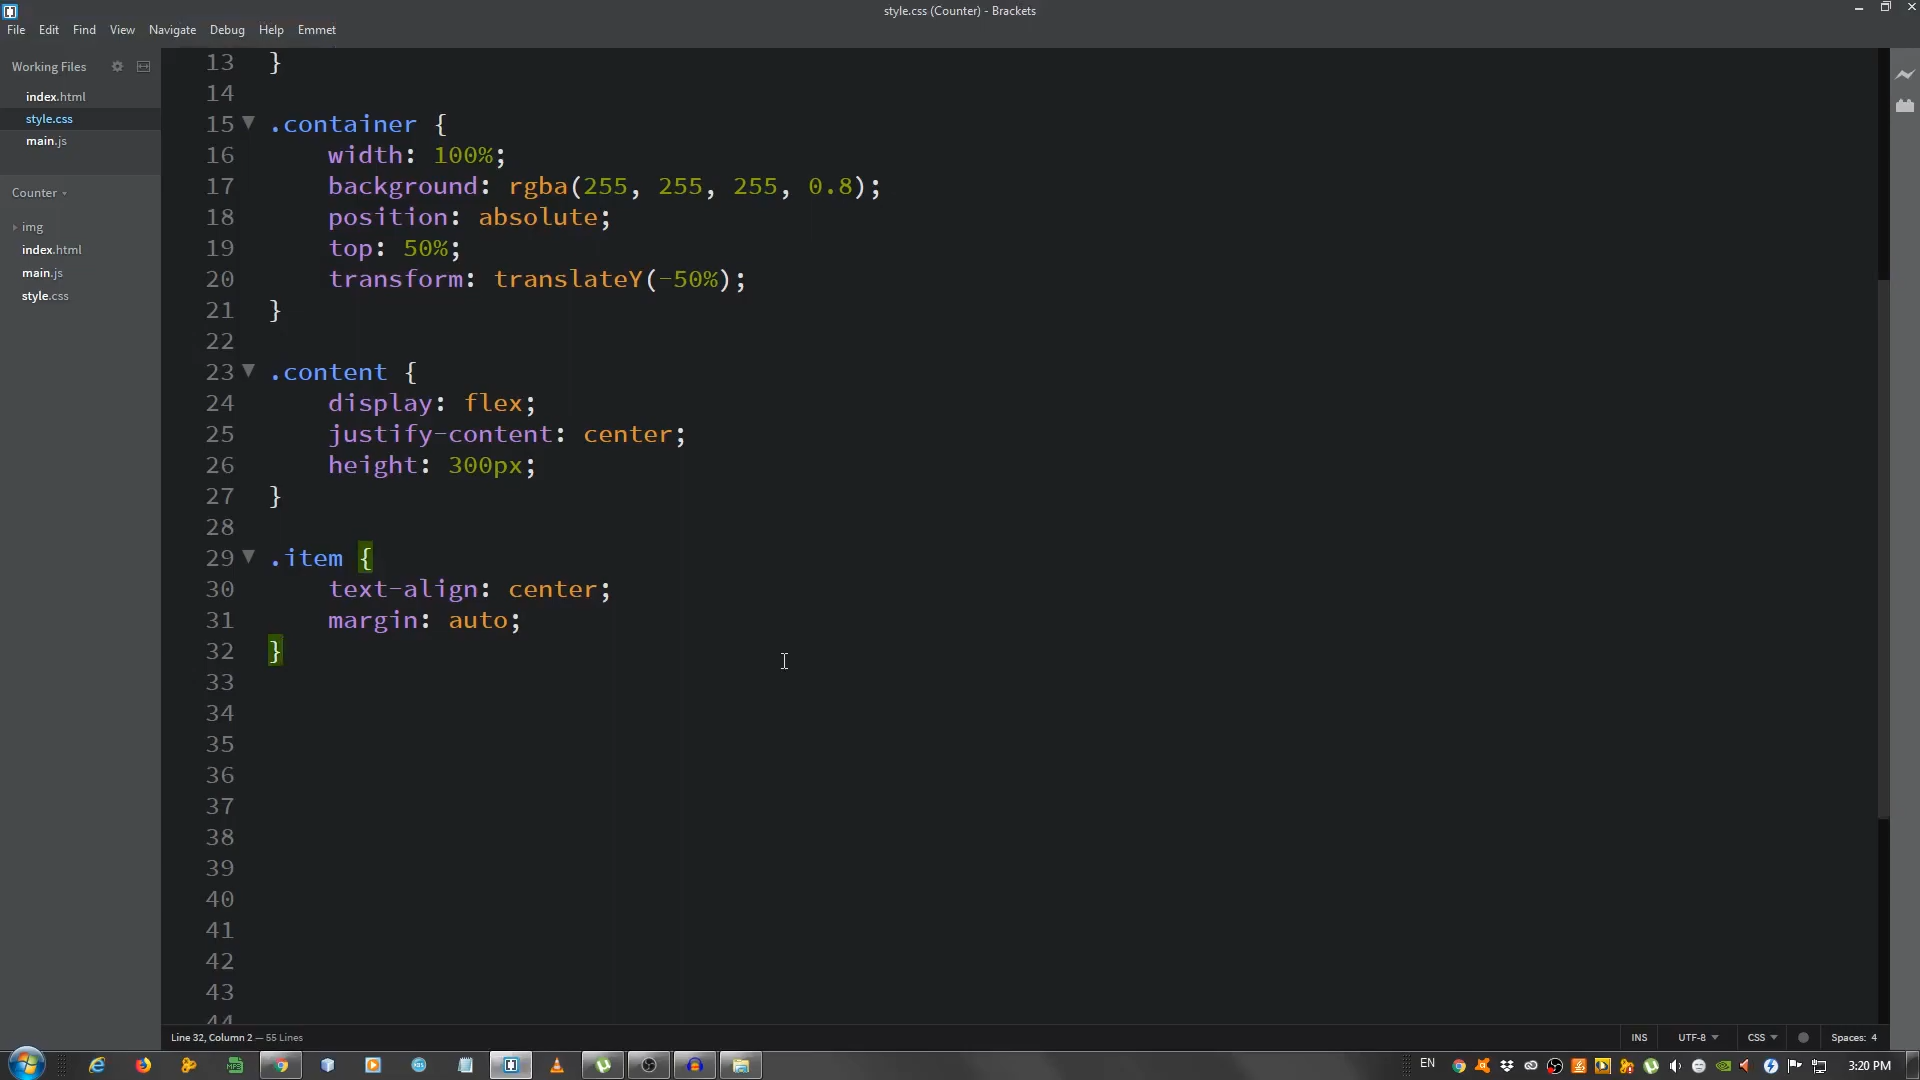 style.css (Counter) - Brackets
File Edit Find View Navigate Debug Help Emmet
Working Files
index.html
style.css
main.js
Counter
img
index.html
main.js
style.css
13 }
14
15 .container {
16 width: 100%;
17 background: rgba(255, 255, 255, 0.8);
18 position: absolute;
19 top: 50%;
20 transform: translateY(-50%);
21 }
22
23 .content {
24 display: flex;
25 justify-content: center;
26 height: 300px;
27 }
28
29 .item {
30 text-align: center;
31 margin: auto;
32 }
33
34
35
36
37
38
39
40
41
42
43
44
Line 32, Column 2 — 55 Lines
INS UTF-8 CSS Spaces: 4
EN 3:20 PM